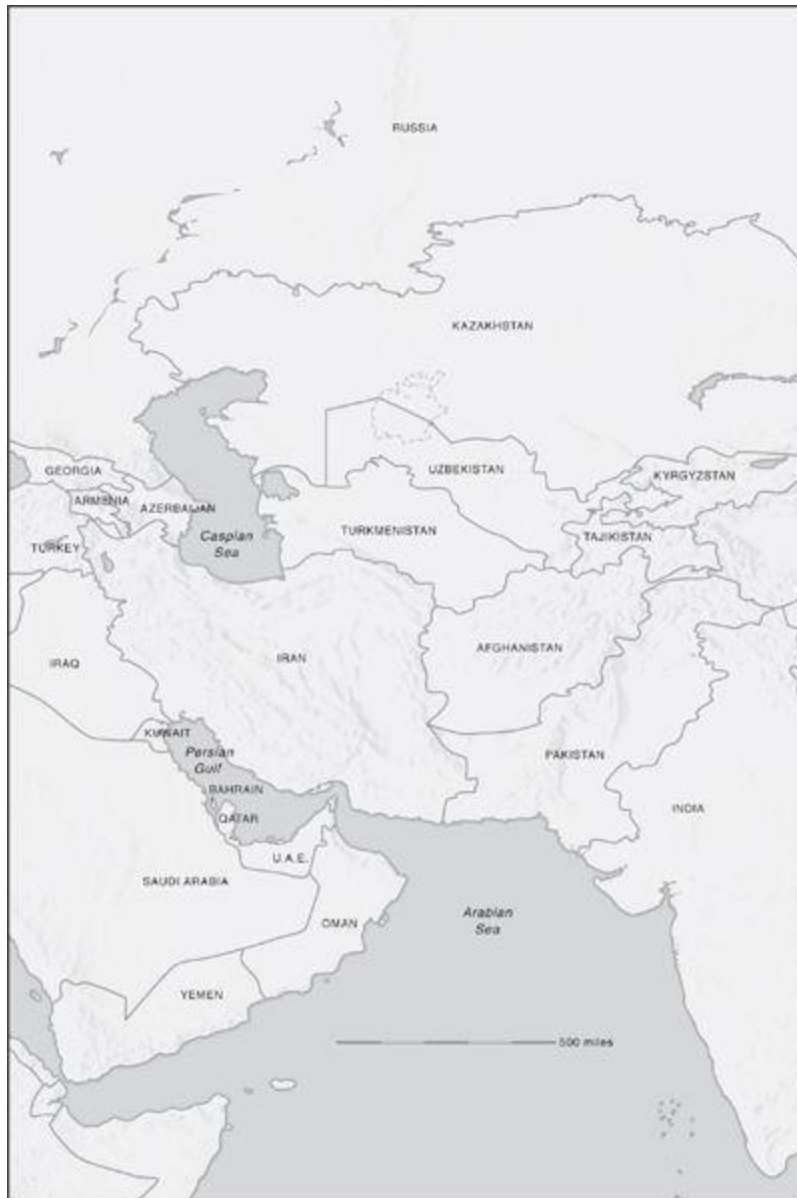 RUSSIA
KAZAKHSTAN
GEORGIA
UZBEKISTAN
KYRGYZSTAN
ARMENIA
AZERBAIJAN
TURKMENISTAN
Caspian
Sea
TAJIKISTAN
TURKEY
IRAQ
IRAN
AFGHANISTAN
KUWAIT
Persian
Gulf
PAKISTAN
BAHRAIN
QATAR
INDIA
U.A.E.
SAUDI ARABIA
Arabian
Sea
OMAN
YEMEN
500 miles